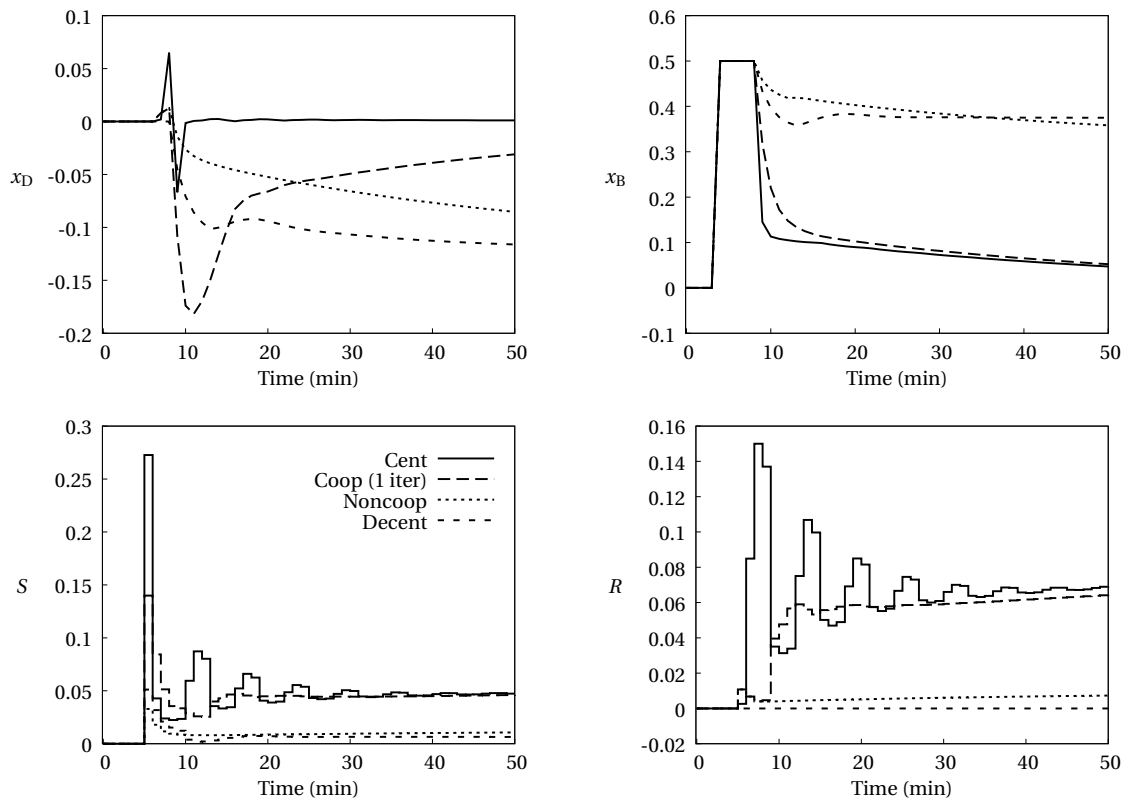 0.1
0.05
0
-0.05
-0.1
-0.15
-0.2
x_D
0 10 20 30 40 50
Time (min)
0.6
0.5
0.4
0.3
0.2
0.1
0
-0.1
x_B
0 10 20 30 40 50
Time (min)
0.3
0.25
0.2
0.15
0.1
0.05
0
S
Cent
Coop (1 iter)
Noncoop
Decent
0 10 20 30 40 50
Time (min)
0.16
0.14
0.12
0.1
0.08
0.06
0.04
0.02
0
-0.02
R
0 10 20 30 40 50
Time (min)